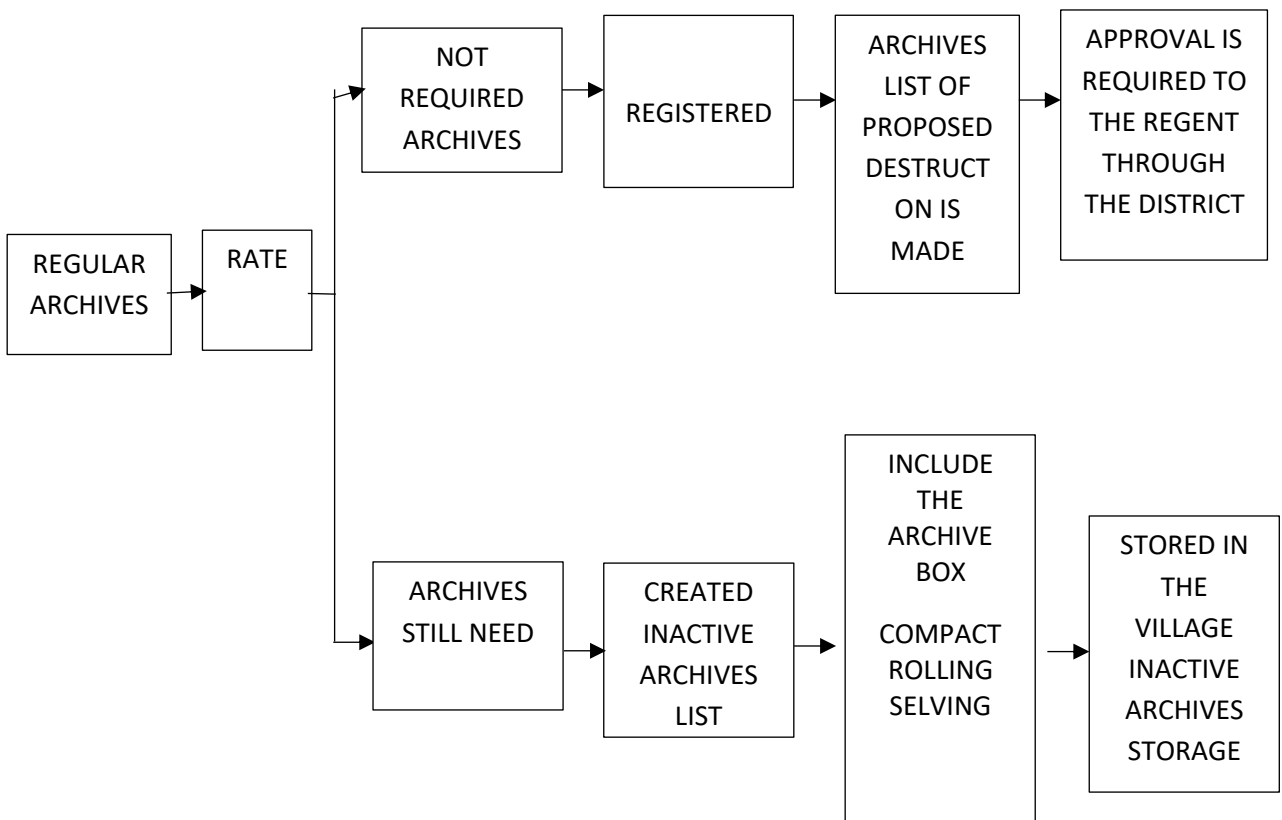 REGULAR
ARCHIVES
RATE
NOT
REQUIRED
ARCHIVES
REGISTERED
ARCHIVES
LIST OF
PROPOSED
DESTRUCT
ON IS
MADE
APPROVAL IS
REQUIRED TO
THE REGENT
THROUGH
THE DISTRICT
ARCHIVES
STILL NEED
CREATED
INACTIVE
ARCHIVES
LIST
INCLUDE
THE
ARCHIVE
BOX
COMPACT
ROLLING
SELVING
STORED IN
THE
VILLAGE
INACTIVE
ARCHIVES
STORAGE